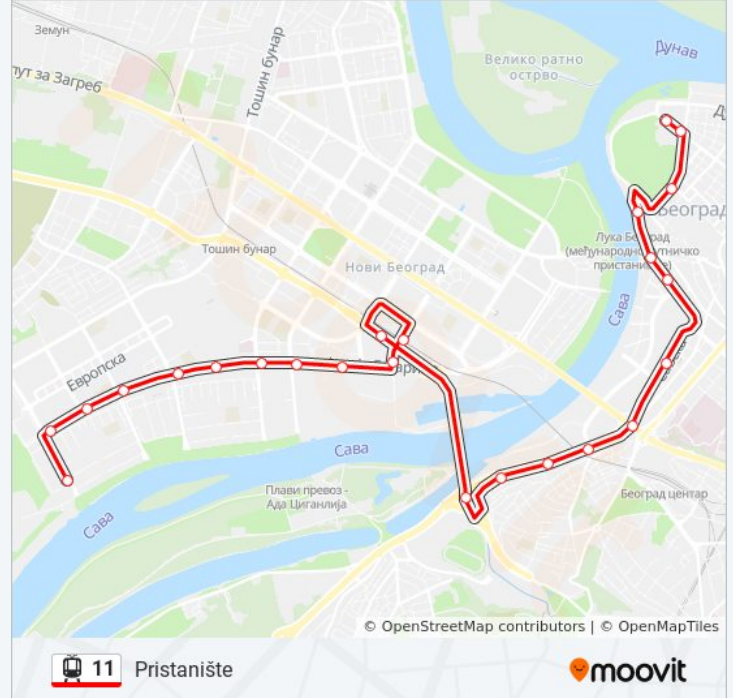 Земун
Дунав
Велико ратно
острво
пут за Загреб
Тошин бунар
Београд
Лука Београд
(међународно путничко
пристаниште)
Тошин бунар
Нови Београд
Сава
Европска
Сава
Плави превоз -
Ада Циганлија
Београд центар
Сава
© OpenStreetMap contributors | © OpenMapTiles
11 Pristanište
moovit